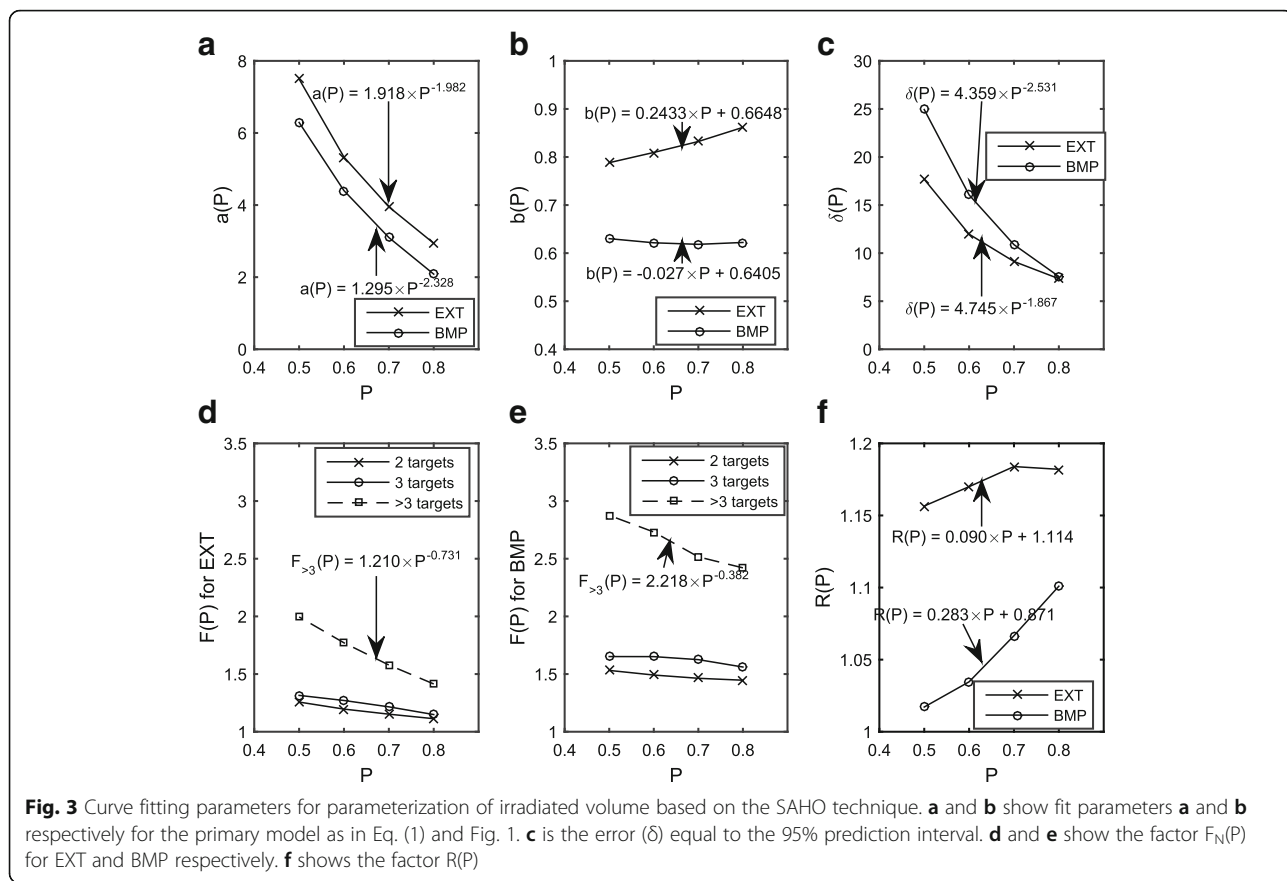 a
8
6
4
2
0
a(P)
a(P) = 1.918×P^-1.982
a(P) = 1.295×P^-2.328
EXT
BMP
0.4 0.5 0.6 0.7 0.8
P
b
1
0.9
0.8
0.7
0.6
0.5
0.4
b(P)
b(P) = 0.2433×P + 0.6648
b(P) = -0.027×P + 0.6405
EXT
BMP
0.4 0.5 0.6 0.7 0.8
P
c
30
25
20
15
10
5
0
δ(P)
δ(P) = 4.359×P^-2.531
EXT
BMP
δ(P) = 4.745×P^-1.867
0.4 0.5 0.6 0.7 0.8
P
d
3.5
3
2.5
2
1.5
1
F(P) for EXT
2 targets
3 targets
>3 targets
F>3(P) = 1.210×P^-0.731
0.4 0.5 0.6 0.7 0.8
P
e
3.5
3
2.5
2
1.5
1
F(P) for BMP
2 targets
3 targets
>3 targets
F>3(P) = 2.218×P^-0.382
0.4 0.5 0.6 0.7 0.8
P
f
1.2
1.15
1.1
1.05
1
R(P)
R(P) = 0.090×P + 1.114
R(P) = 0.283×P + 0.871
EXT
BMP
0.4 0.5 0.6 0.7 0.8
P
Fig. 3 Curve fitting parameters for parameterization of irradiated volume based on the SAHO technique. a and b show fit parameters a and b
respectively for the primary model as in Eq. (1) and Fig. 1. c is the error (δ) equal to the 95% prediction interval. d and e show the factor FN(P)
for EXT and BMP respectively. f shows the factor R(P)